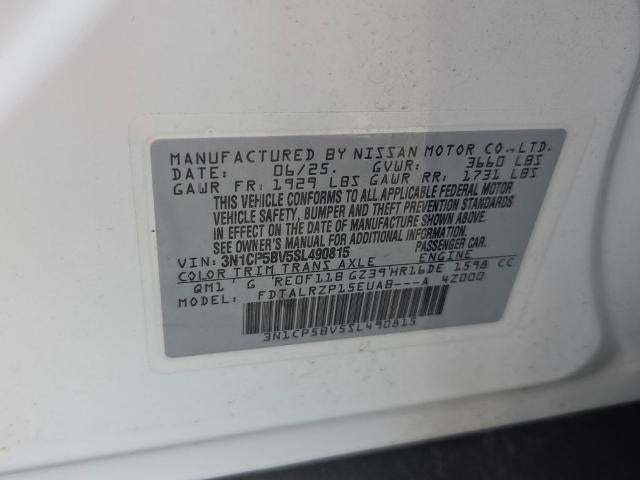 MANUFACTURED BY NISSAN MOTOR CO., LTD.
DATE: 06/25. GVWR: 3660 LBS
GAWR FR: 1929 LBS GAWR RR: 1731 LBS
THIS VEHICLE CONFORMS TO ALL APPLICABLE FEDERAL MOTOR
VEHICLE SAFETY, BUMPER AND THEFT PREVENTION STANDARDS
IN EFFECT ON THE DATE OF MANUFACTURE SHOWN ABOVE.
SEE OWNER'S MANUAL FOR ADDITIONAL INFORMATION
VIN: 3N1CP5BV5SL490815 PASSENGER CAR.
COLOR TRIM TRANS AXLE ENGINE
QM1 G RE0F11B GZ39 HR16DE 1598 CC
MODEL: FDTALRZP15EUAB---A 4Z000
3N1CP5BV5SL490815